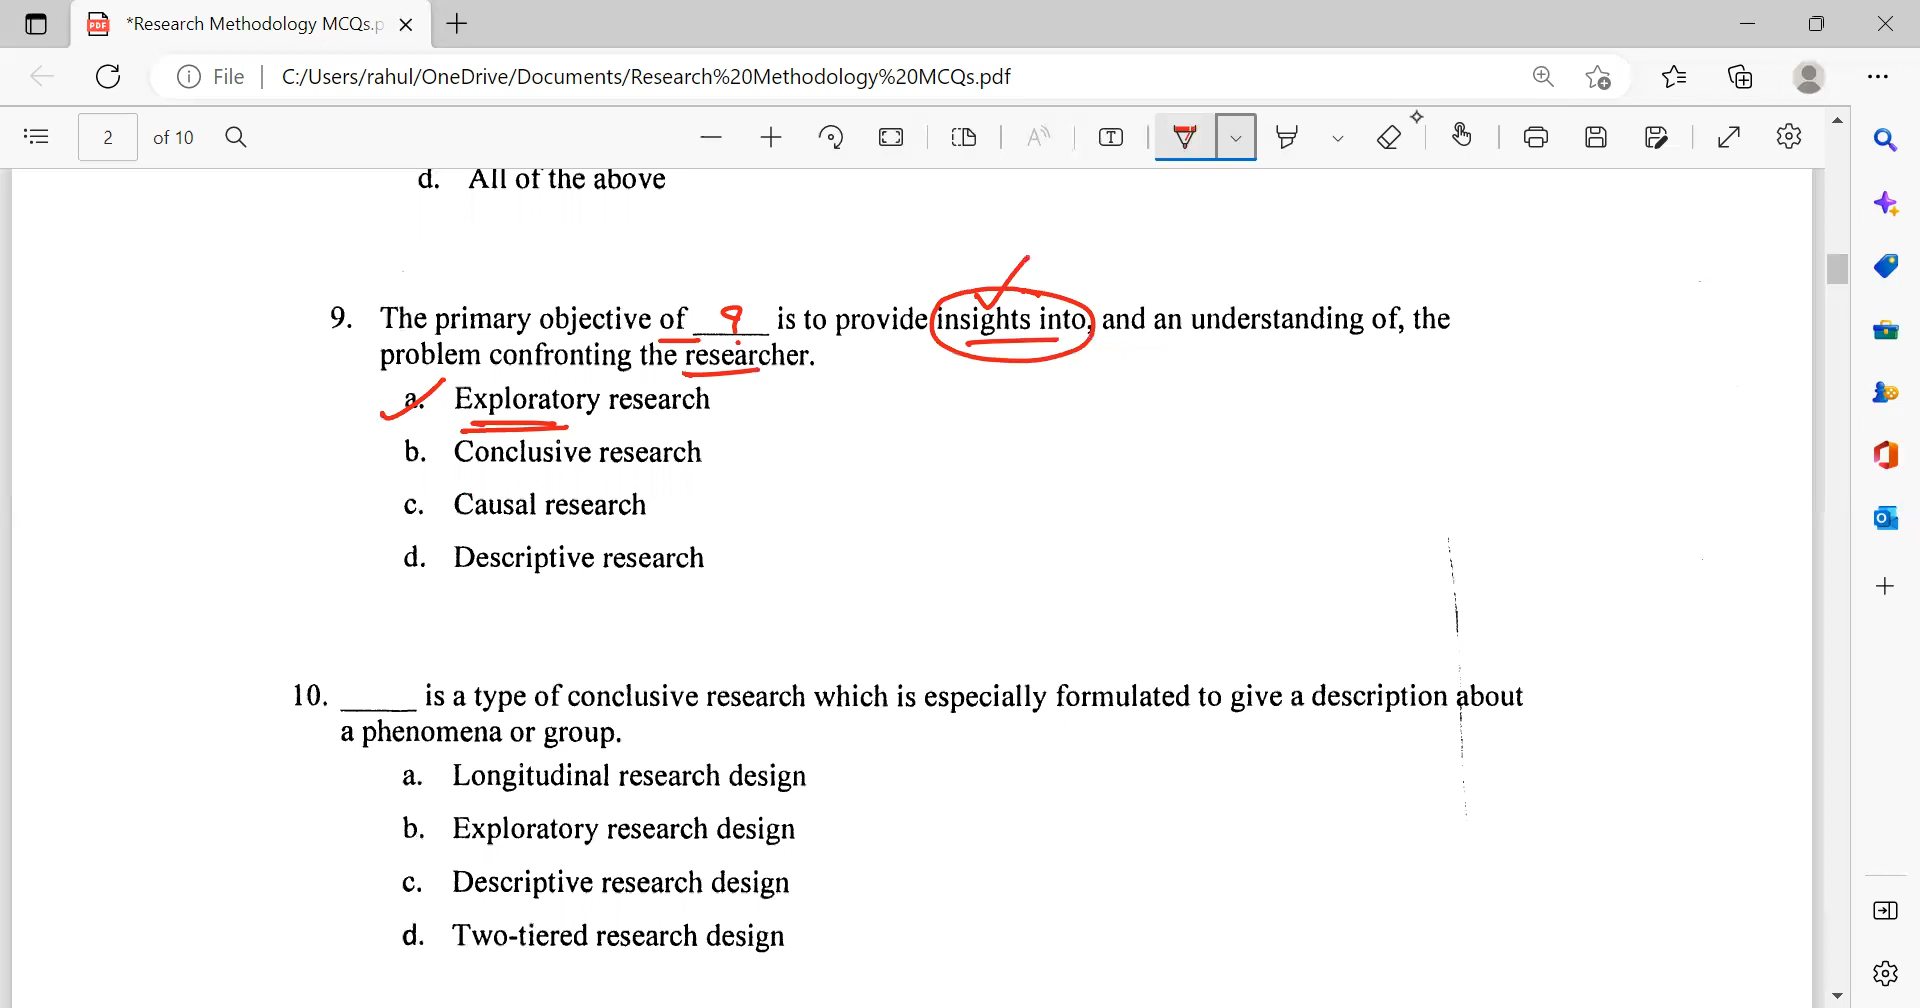 *Research Methodology MCQs.p
File
C:/Users/rahul/OneDrive/Documents/Research%20Methodology%20MCQs.pdf
2 of 10
d. All of the above
9. The primary objective of ? is to provide insights into, and an understanding of, the
problem confronting the researcher.
a. Exploratory research
b. Conclusive research
c. Causal research
d. Descriptive research
10. _____ is a type of conclusive research which is especially formulated to give a description about
a phenomena or group.
a. Longitudinal research design
b. Exploratory research design
c. Descriptive research design
d. Two-tiered research design